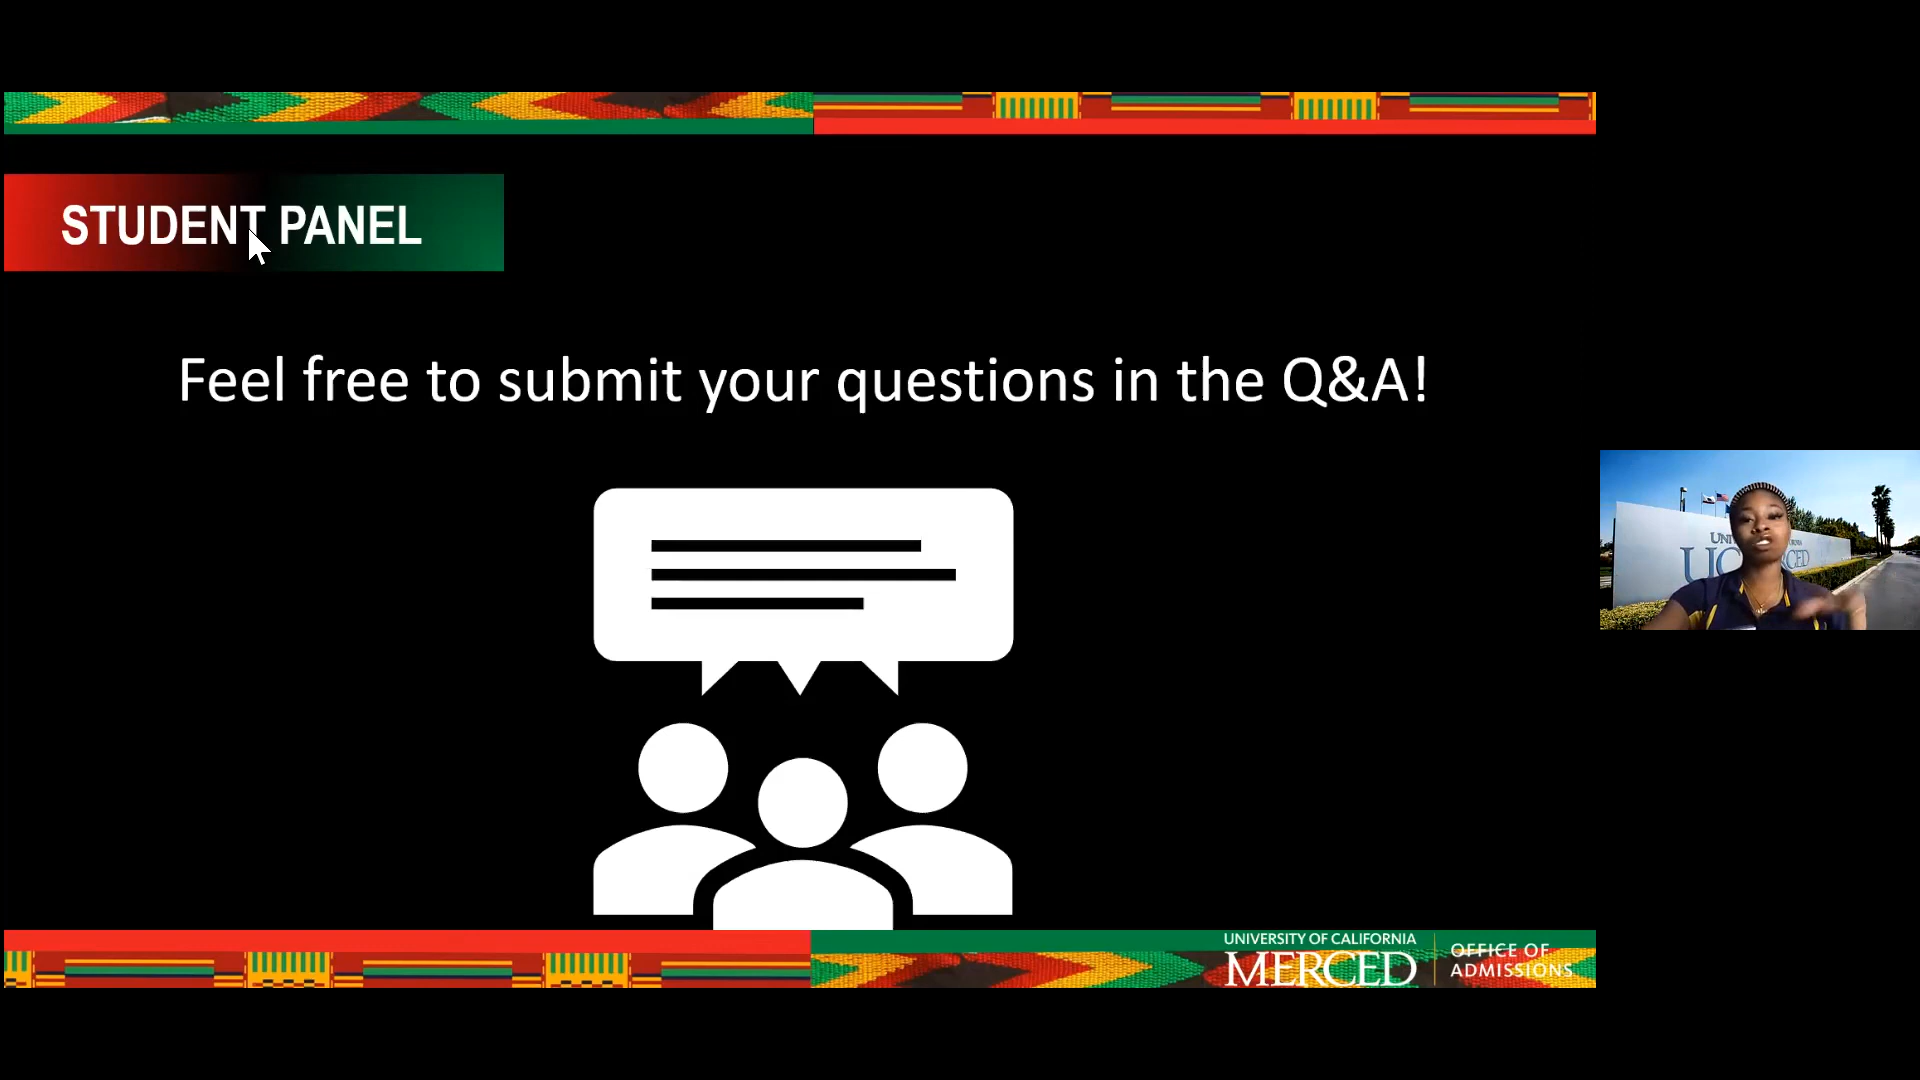 STUDENT PANEL
Feel free to submit your questions in the Q&A!
UNIVERSITY OF CALIFORNIA
MERCED
OFFICE OF
ADMISSIONS